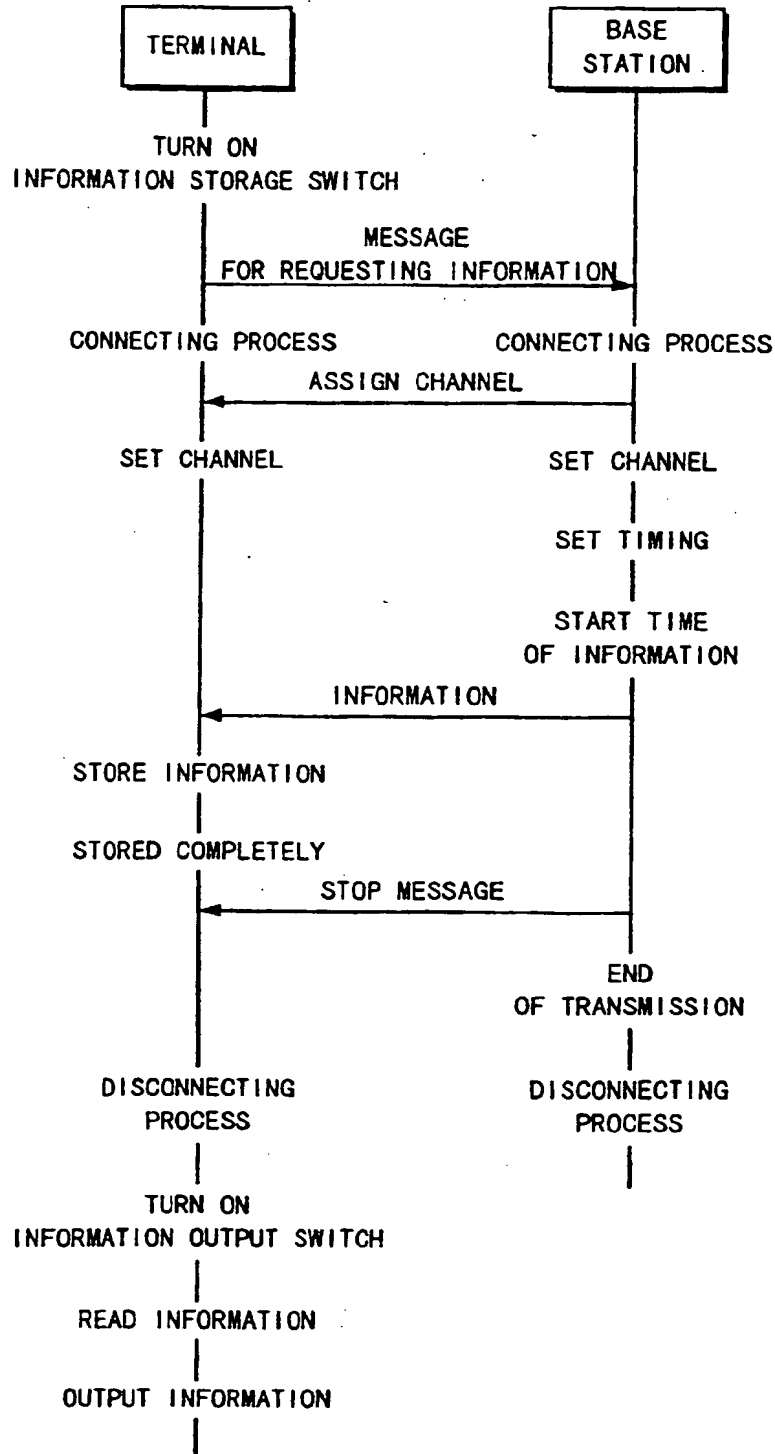 TERMINAL
BASE
STATION
TURN ON
INFORMATION STORAGE SWITCH
MESSAGE
FOR REQUESTING INFORMATION
CONNECTING PROCESS
CONNECTING PROCESS
ASSIGN CHANNEL
SET CHANNEL
SET CHANNEL
SET TIMING
START TIME
OF INFORMATION
INFORMATION
STORE INFORMATION
STORED COMPLETELY
STOP MESSAGE
END
OF TRANSMISSION
DISCONNECTING
PROCESS
DISCONNECTING
PROCESS
TURN ON
INFORMATION OUTPUT SWITCH
READ INFORMATION
OUTPUT INFORMATION